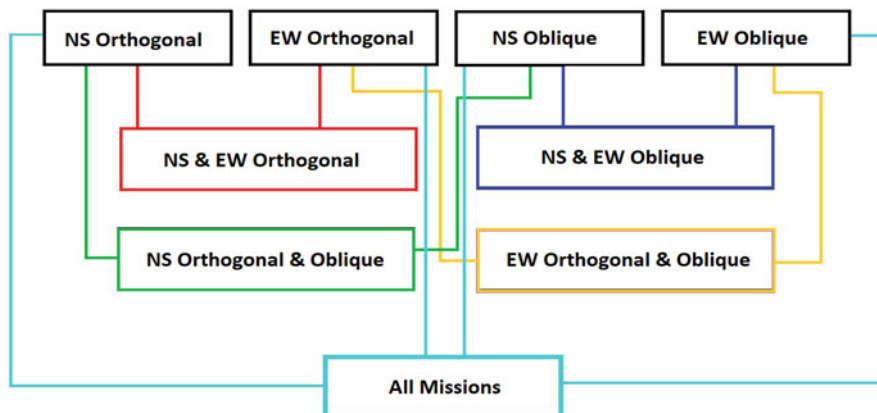 NS Orthogonal
EW Orthogonal
NS Oblique
EW Oblique
NS & EW Orthogonal
NS & EW Oblique
NS Orthogonal & Oblique
EW Orthogonal & Oblique
All Missions